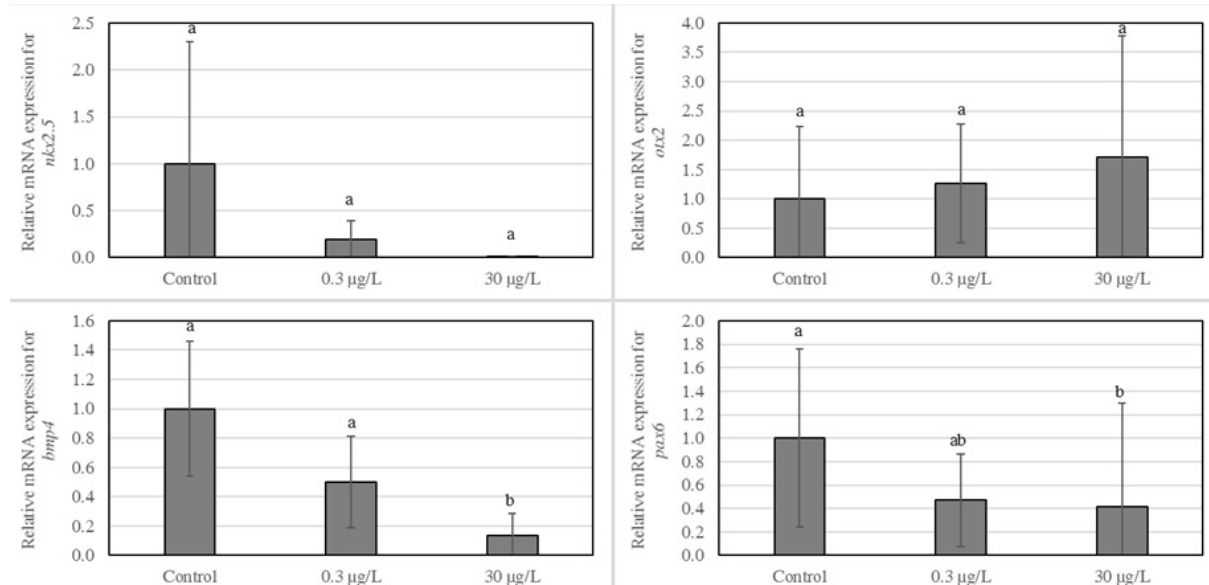 Relative mRNA expression for
nkx2.5
2.5
2.0
1.5
1.0
0.5
0.0
a
a
a
Control 0.3 µg/L 30 µg/L
Relative mRNA expression for
otx2
4.0
3.5
3.0
2.5
2.0
1.5
1.0
0.5
0.0
a
a
a
Control 0.3 µg/L 30 µg/L
Relative mRNA expression for
bmp4
1.6
1.4
1.2
1.0
0.8
0.6
0.4
0.2
0.0
a
a
b
Control 0.3 µg/L 30 µg/L
Relative mRNA expression for
pax6
2.0
1.8
1.6
1.4
1.2
1.0
0.8
0.6
0.4
0.2
0.0
a
ab
b
Control 0.3 µg/L 30 µg/L